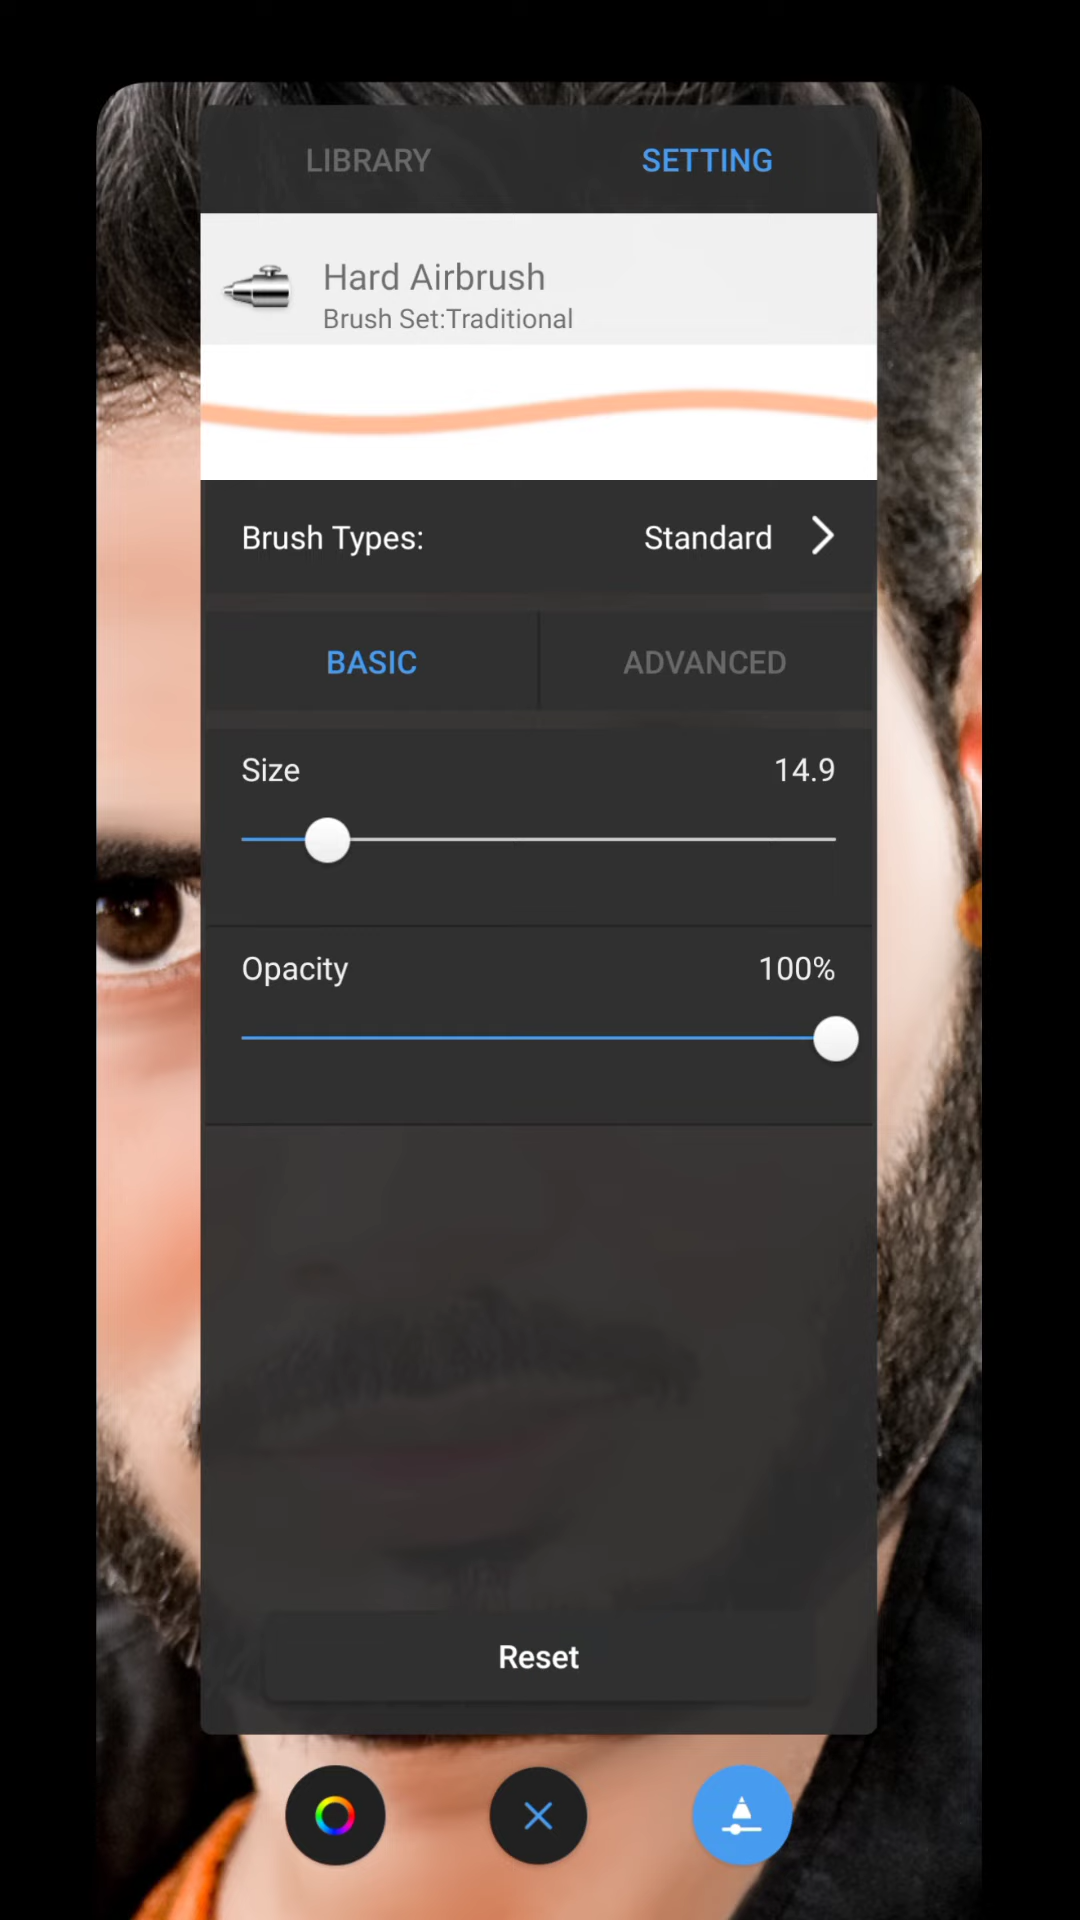 LIBRARY SETTING
Hard Airbrush
Brush Set:Traditional
Brush Types: Standard
BASIC ADVANCED
Size 14.9
Opacity 100%
Reset